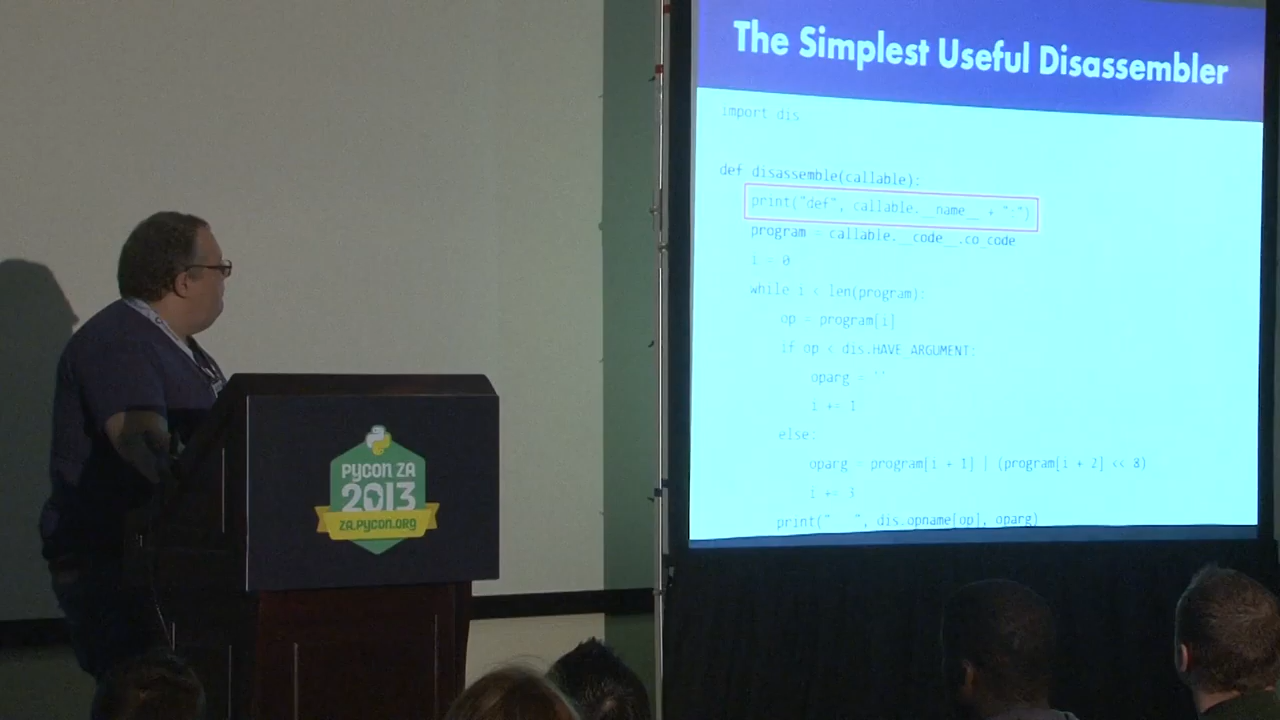 The Simplest Useful Disassembler
import dis
def disassemble(callable):
print("def", callable.__name__ + ":")
program = callable.__code__.co_code
i = 0
while i < len(program):
op = program[i]
if op < dis.HAVE_ARGUMENT:
oparg = ''
i += 1
else:
oparg = program[i + 1] | (program[i + 2] << 8)
i += 3
print("   ", dis.opname[op], oparg)
PYCON ZA
2013
ZA.PYCON.ORG